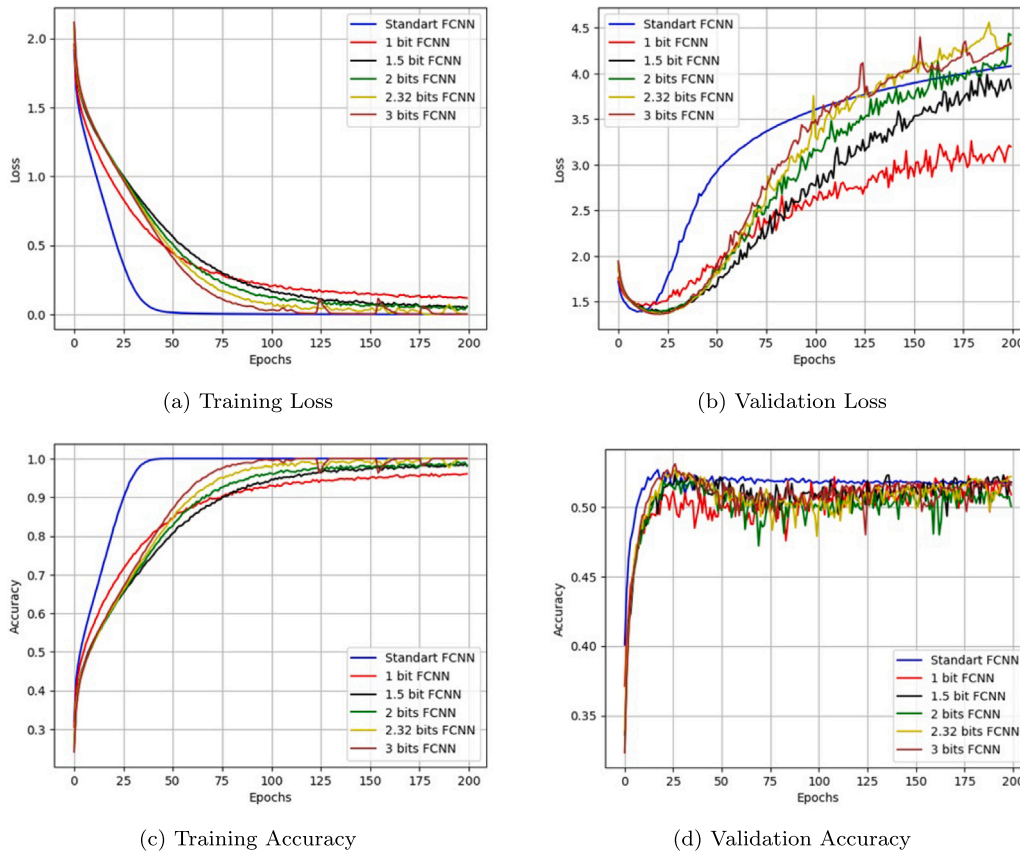 2.0
1.5
1.0
0.5
0.0
Loss
Standart FCNN
1 bit FCNN
1.5 bit FCNN
2 bits FCNN
2.32 bits FCNN
3 bits FCNN
0 25 50 75 100 125 150 175 200
Epochs
(a) Training Loss
4.5
4.0
3.5
3.0
2.5
2.0
1.5
Loss
Standart FCNN
1 bit FCNN
1.5 bit FCNN
2 bits FCNN
2.32 bits FCNN
3 bits FCNN
0 25 50 75 100 125 150 175 200
Epochs
(b) Validation Loss
1.0
0.9
0.8
0.7
0.6
0.5
0.4
0.3
Accuracy
Standart FCNN
1 bit FCNN
1.5 bit FCNN
2 bits FCNN
2.32 bits FCNN
3 bits FCNN
0 25 50 75 100 125 150 175 200
Epochs
(c) Training Accuracy
0.50
0.45
0.40
0.35
Accuracy
Standart FCNN
1 bit FCNN
1.5 bit FCNN
2 bits FCNN
2.32 bits FCNN
3 bits FCNN
0 25 50 75 100 125 150 175 200
Epochs
(d) Validation Accuracy